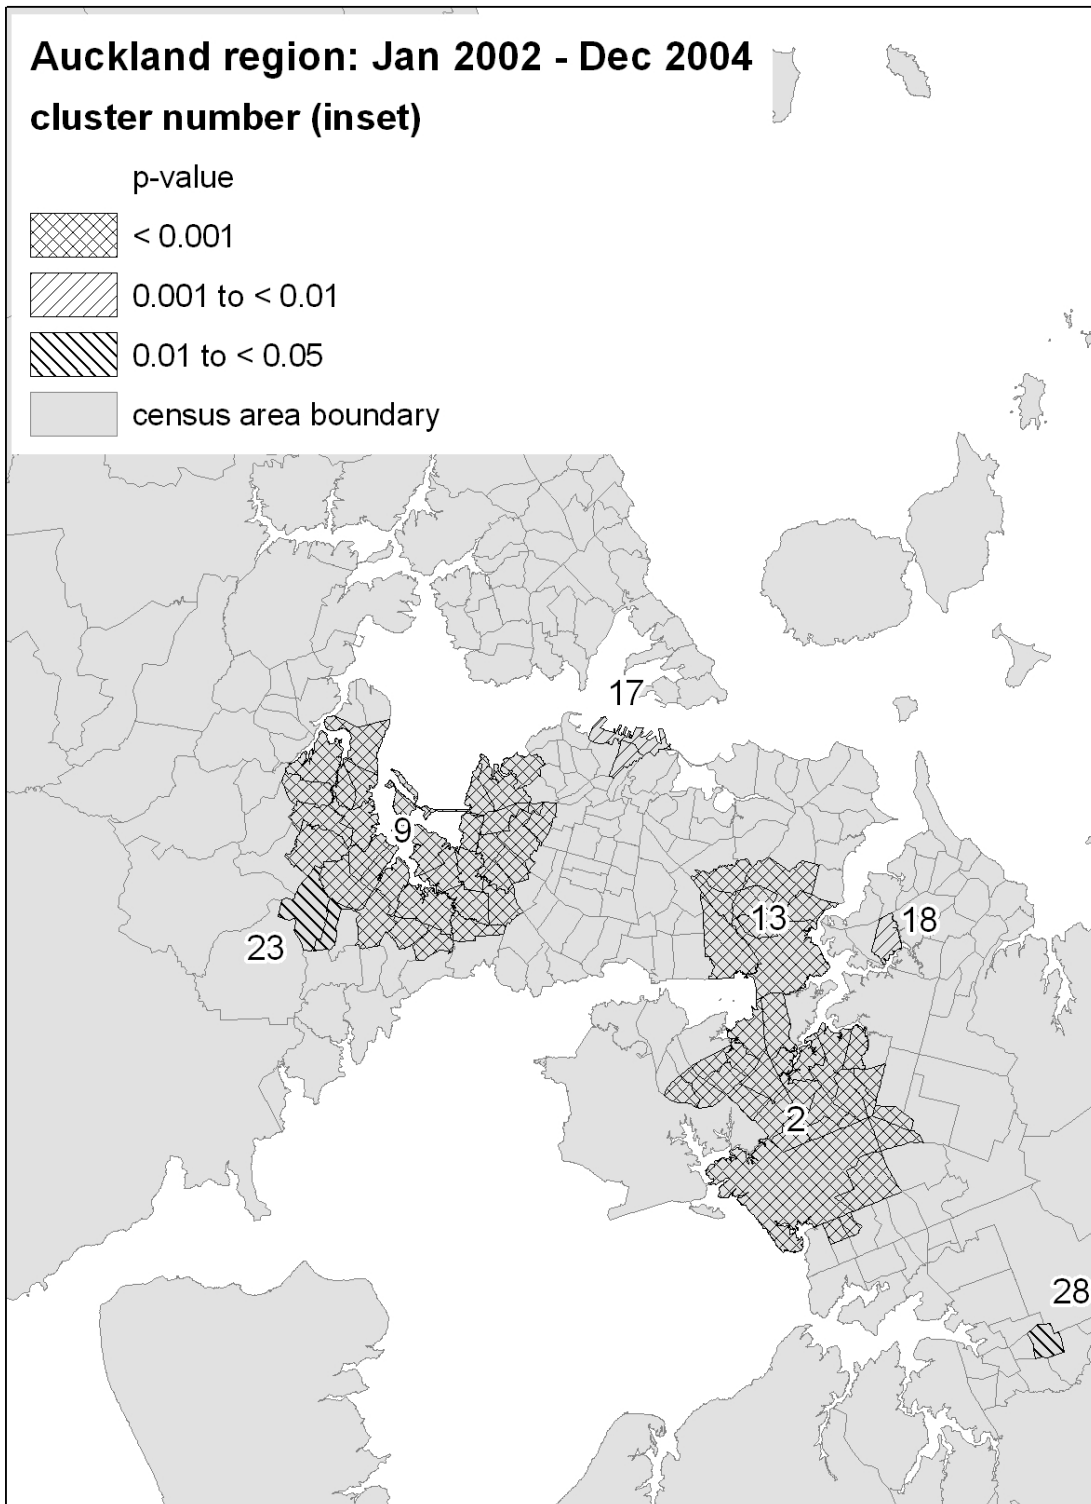 Auckland region: Jan 2002 - Dec 2004
cluster number (inset)
p-value
< 0.001
0.001 to < 0.01
0.01 to < 0.05
census area boundary
17
9
13
18
23
2
28